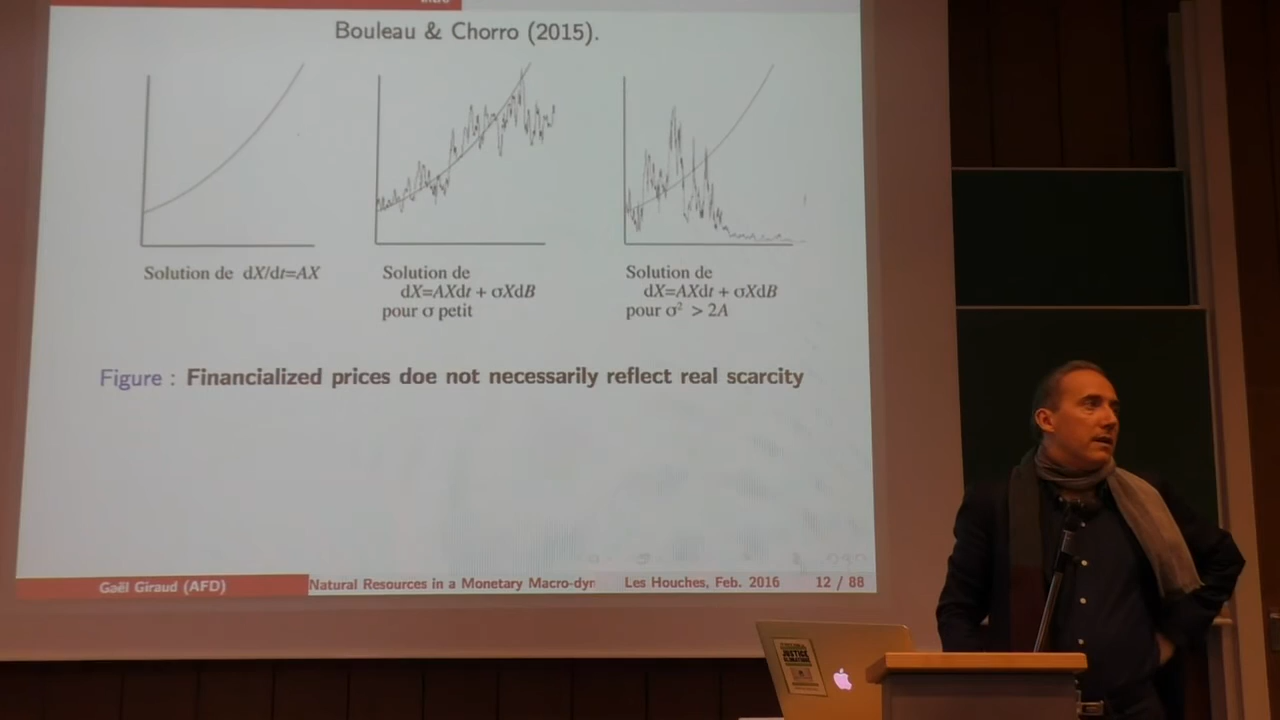 Bouleau & Chorro (2015).
Solution de dX/dt=AX
Solution de
dX=AXdt + σXdB
pour σ petit
Solution de
dX=AXdt + σXdB
pour σ² > 2A
Figure : Financialized prices doe not necessarily reflect real scarcity
Gaël Giraud (AFD)
Natural Resources in a Monetary Macro-dyn
Les Houches, Feb. 2016
12 / 88
JUSTICE